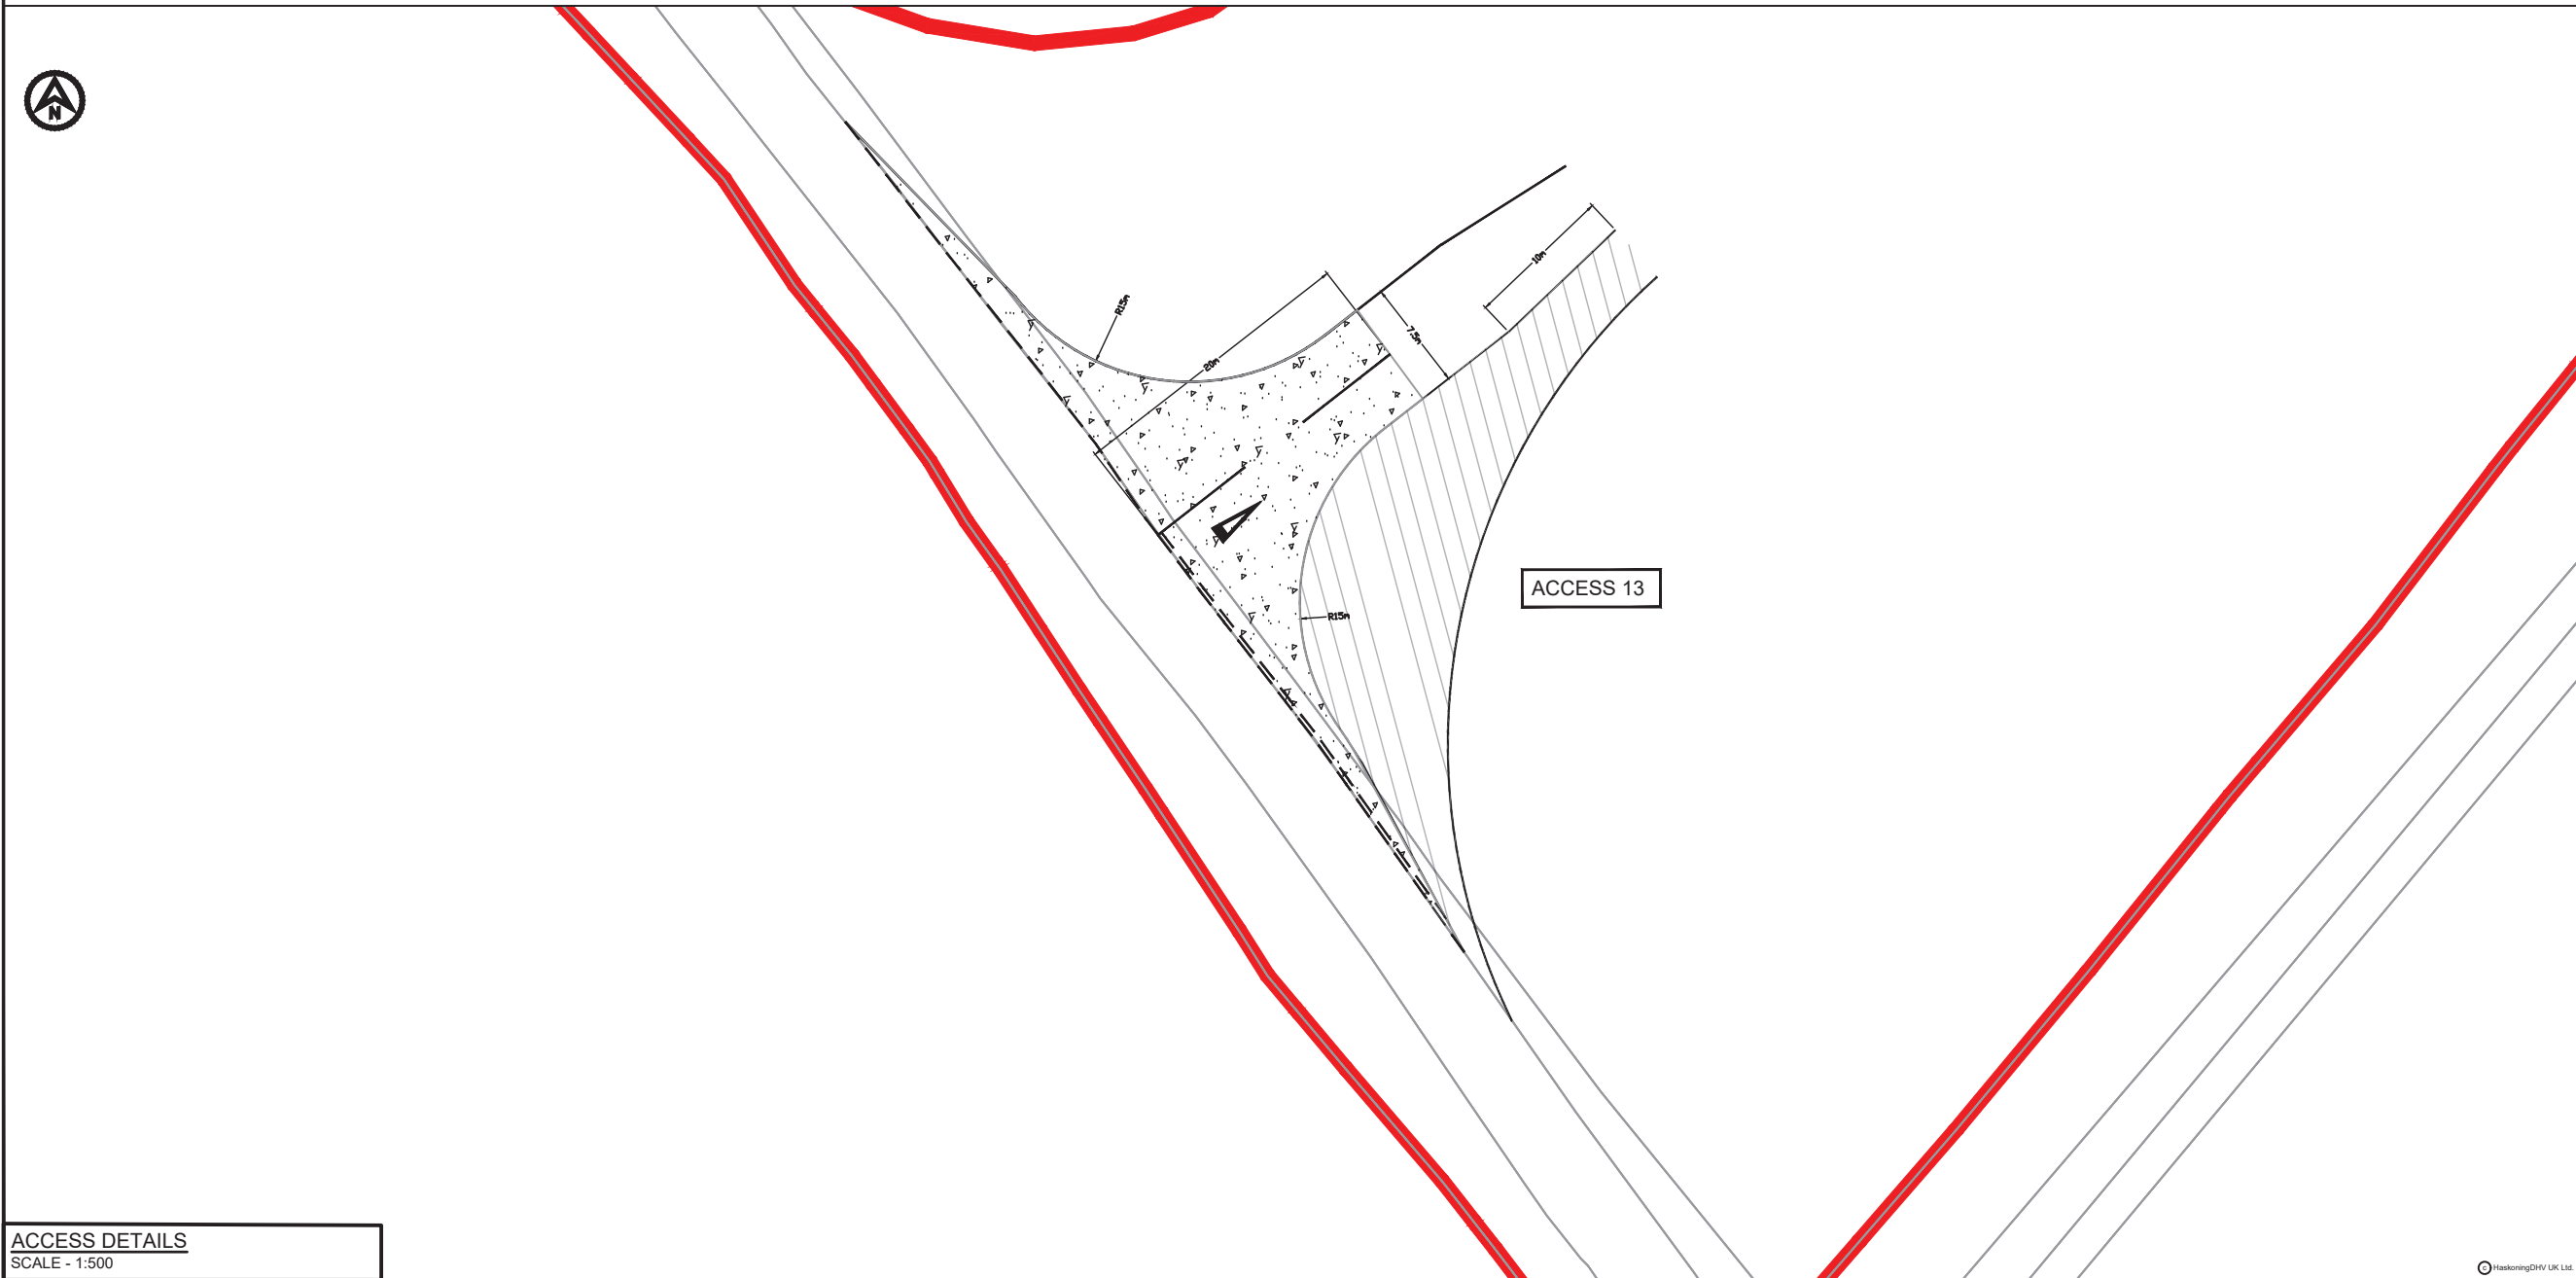 N
R15m
20m
7.5m
10m
R15m
ACCESS 13
ACCESS DETAILS
SCALE - 1:500
© HaskoningDHV UK Ltd.